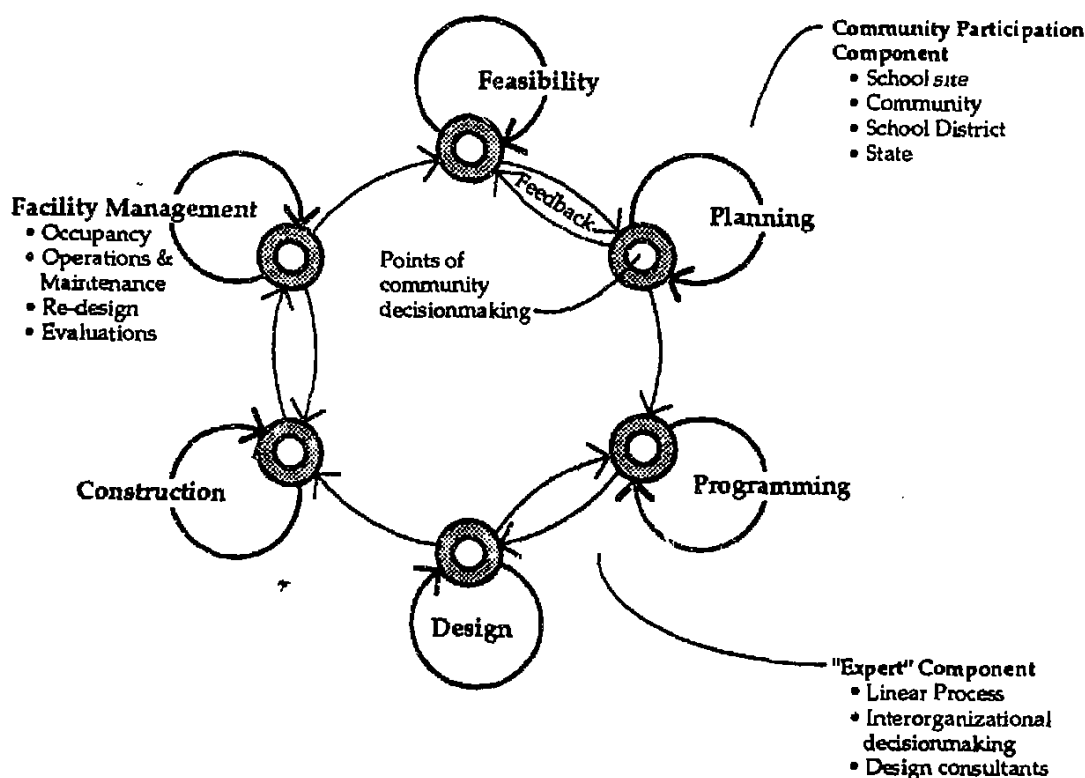 Community Participation
Component
• School site
• Community
• School District
• State
Feasibility
Feedback
Planning
Facility Management
• Occupancy
• Operations &
Maintenance
• Re-design
• Evaluations
Points of
community
decisionmaking
Construction
Programming
Design
"Expert" Component
• Linear Process
• Interorganizational
decisionmaking
• Design consultants